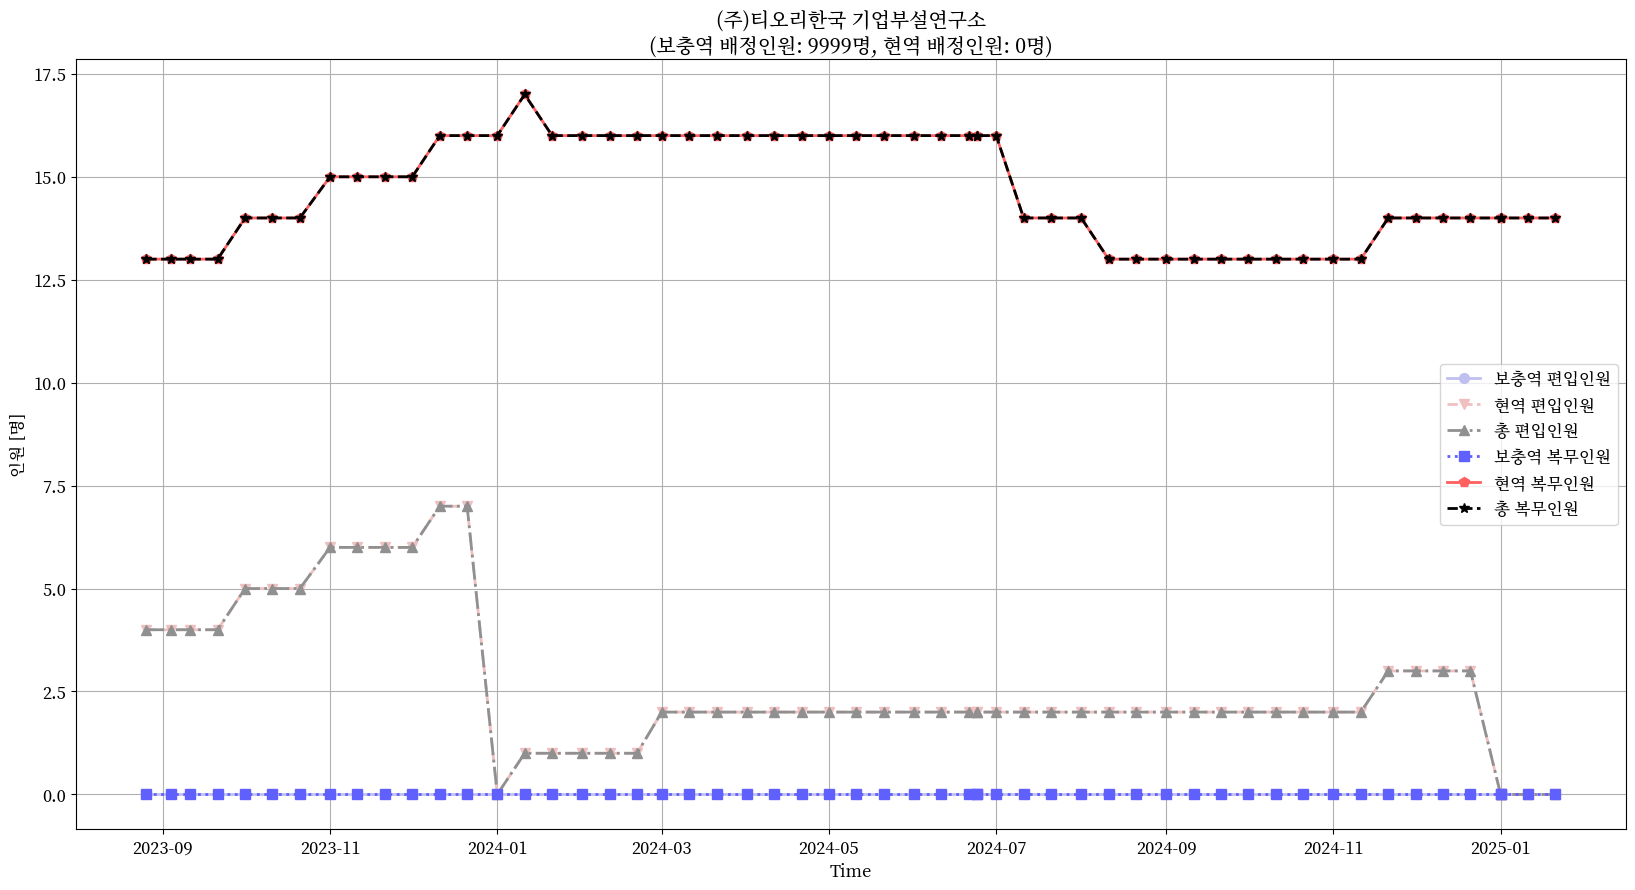 (주)티오리한국 기업부설연구소
(보충역 배정인원: 9999명, 현역 배정인원: 0명)
인원 [명]
17.5
15.0
12.5
10.0
7.5
5.0
2.5
0.0
보충역 편입인원
현역 편입인원
총 편입인원
보충역 복무인원
현역 복무인원
총 복무인원
2023-09
2023-11
2024-01
2024-03
2024-05
2024-07
2024-09
2024-11
2025-01
Time